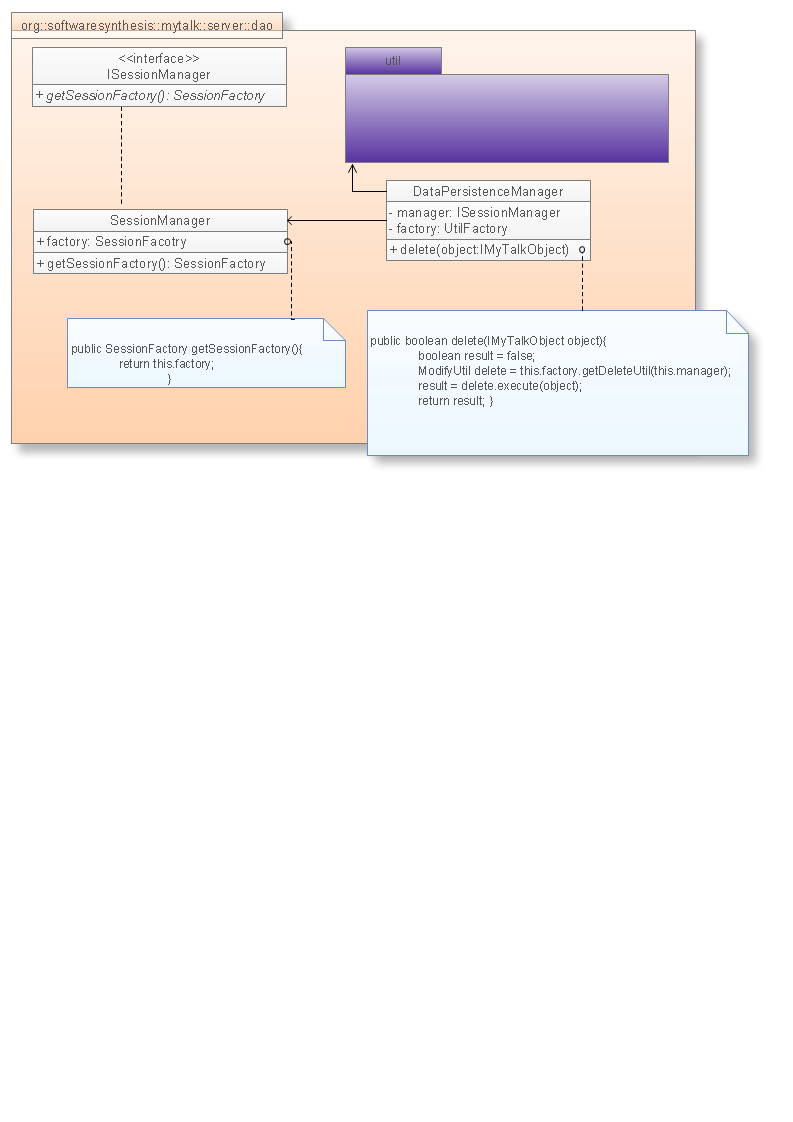 org::softwaresynthesis::mytalk::server::dao
<<interface>>
ISessionManager
+ getSessionFactory(): SessionFactory
util
SessionManager
+ factory: SessionFacotry
+ getSessionFactory(): SessionFactory
DataPersistenceManager
- manager: ISessionManager
- factory: UtilFactory
+ delete(object:IMyTalkObject)
public SessionFactory getSessionFactory(){
return this.factory;
}
public boolean delete(IMyTalkObject object){
boolean result = false;
ModifyUtil delete = this.factory.getDeleteUtil(this.manager);
result = delete.execute(object);
return result; }